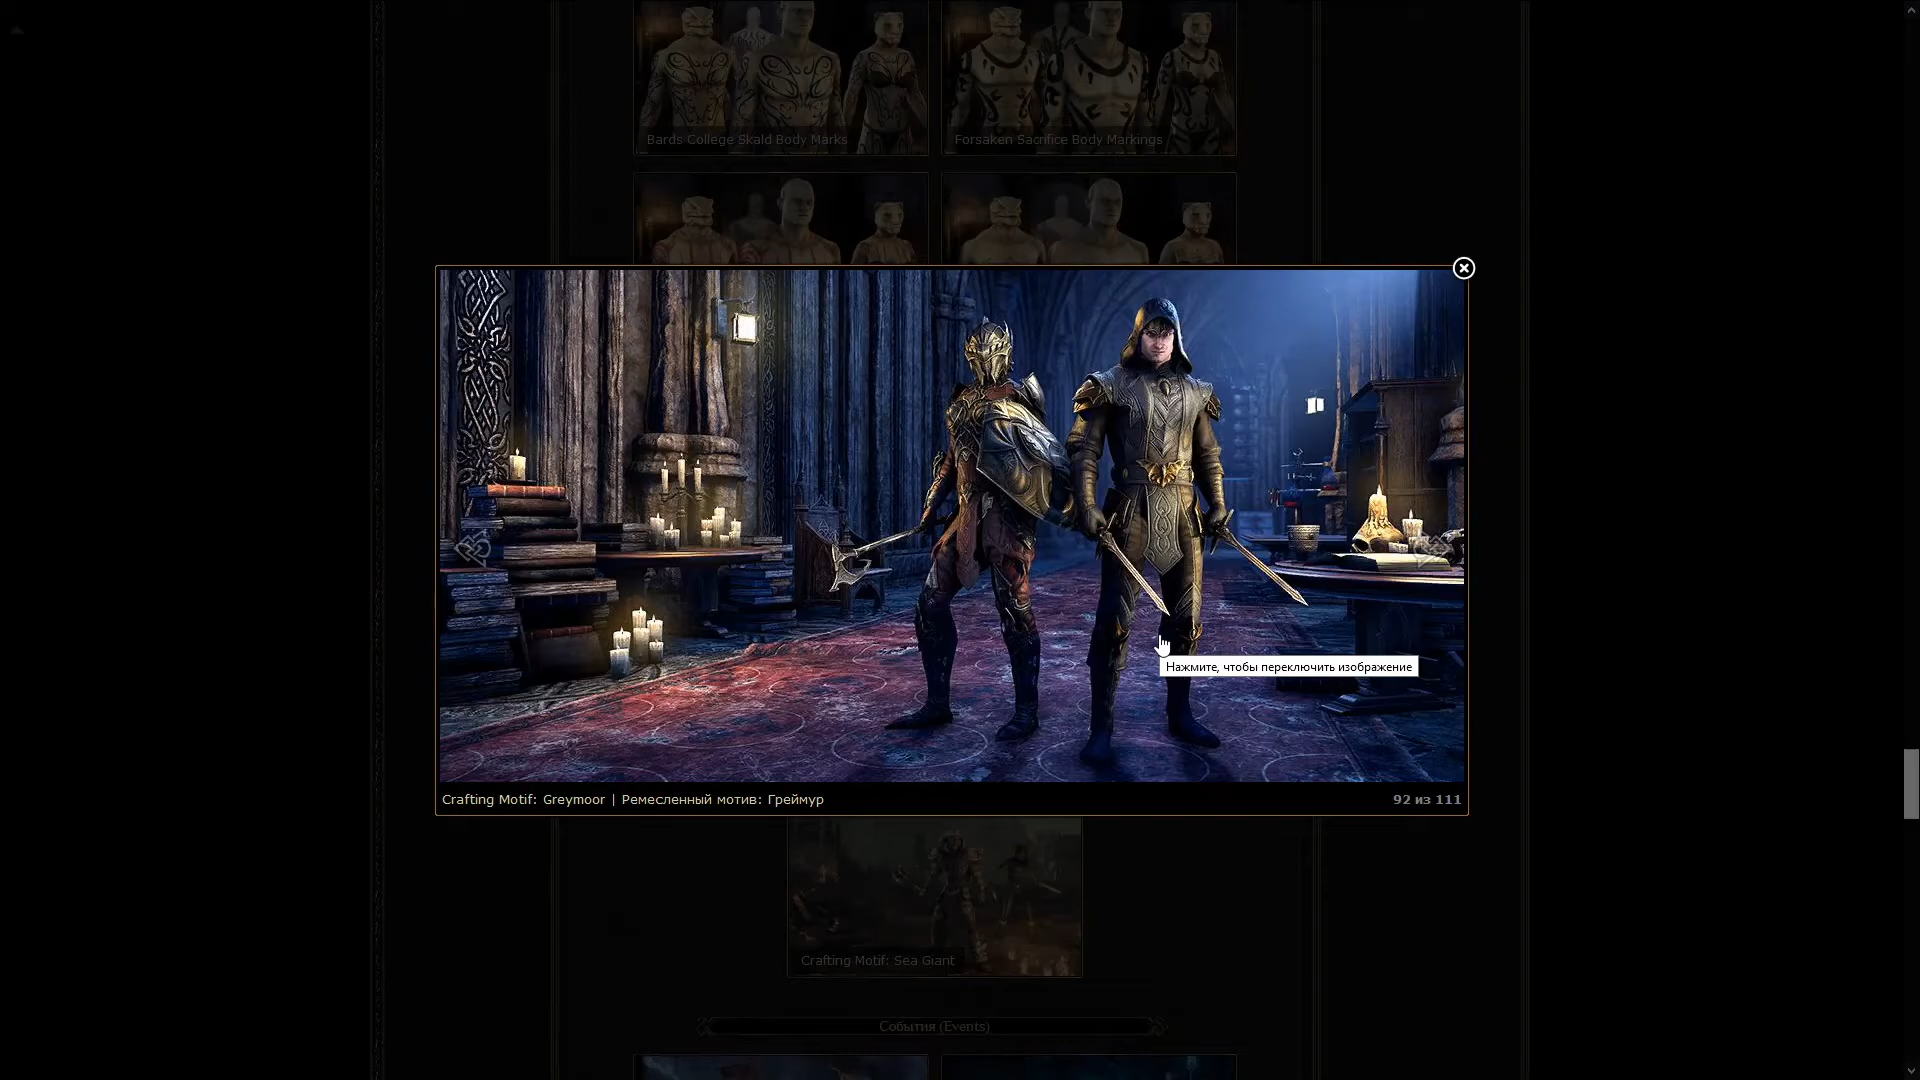 Bards College Skald Body Marks
Forsaken Sacrifice Body Markings
Нажмите, чтобы переключить изображение
Crafting Motif: Greymoor | Ремесленный мотив: Греймур
92 из 111
Crafting Motif: Sea Giant
События (Events)